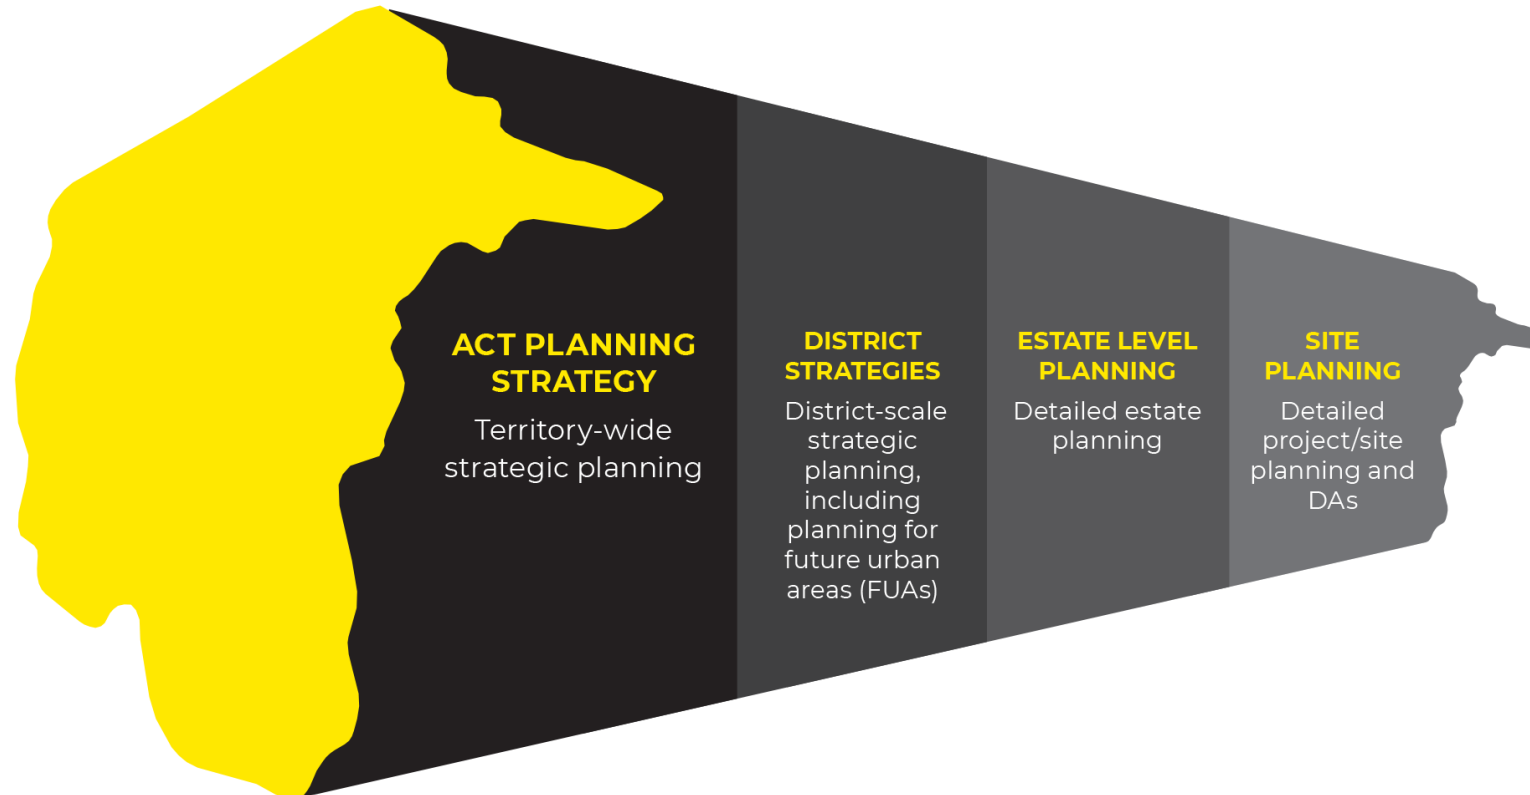 ACT PLANNING
STRATEGY
Territory-wide
strategic planning
DISTRICT
STRATEGIES
District-scale
strategic
planning,
including
planning for
future urban
areas (FUAs)
ESTATE LEVEL
PLANNING
Detailed estate
planning
SITE
PLANNING
Detailed
project/site
planning and
DAs